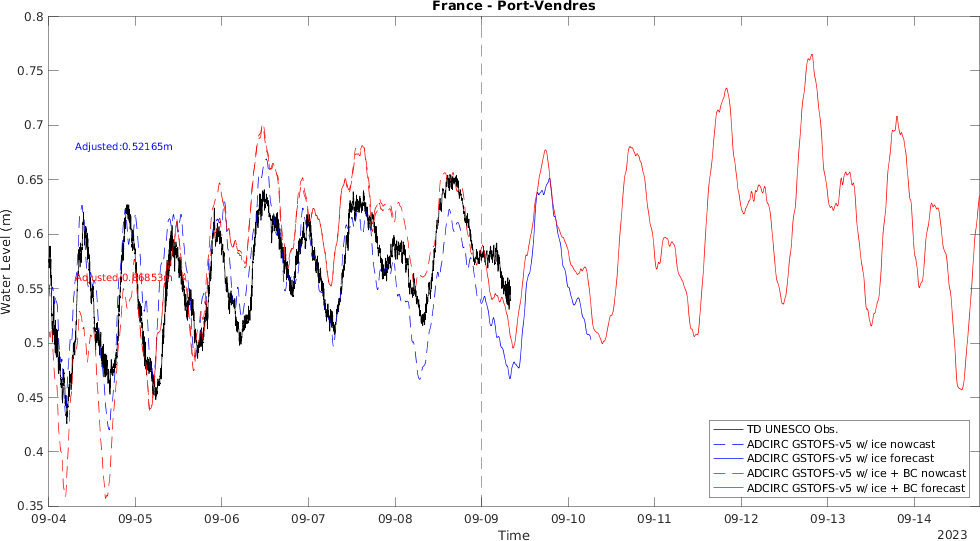 France - Port-Vendres
0.8
0.75
0.7
0.65
0.6
0.55
0.5
0.45
0.4
0.35
Water Level (m)
Adjusted:0.52165m
Adjusted:0.86853m
TD UNESCO Obs.
ADCIRC GSTOFS-v5 w/ ice nowcast
ADCIRC GSTOFS-v5 w/ ice forecast
ADCIRC GSTOFS-v5 w/ ice + BC nowcast
ADCIRC GSTOFS-v5 w/ ice + BC forecast
09-04 09-05 09-06 09-07 09-08 09-09 09-10 09-11 09-12 09-13 09-14
Time
2023